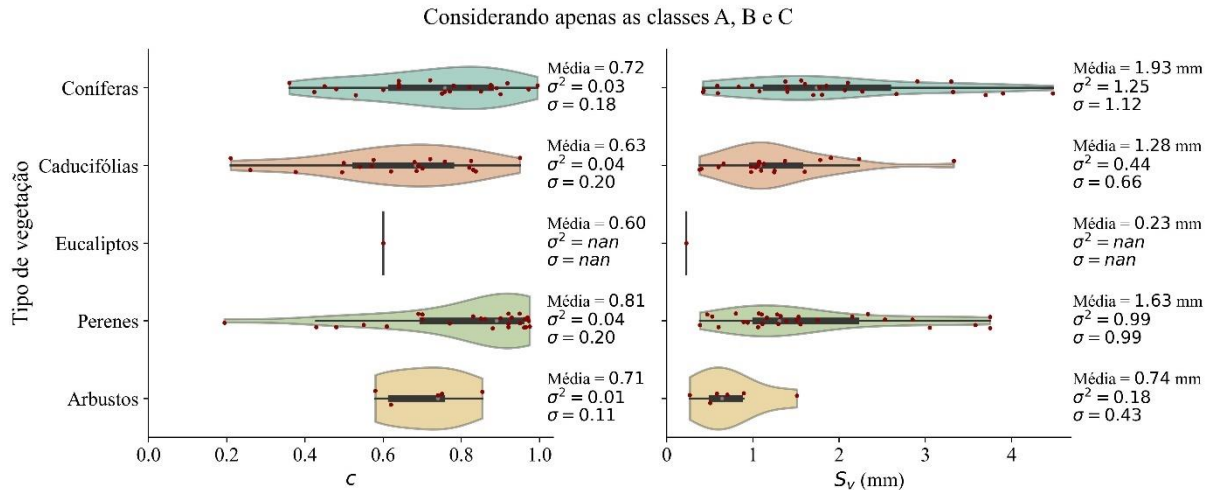 Considerando apenas as classes A, B e C
Tipo de vegetação
Coníferas
Média = 0.72
σ² = 0.03
σ = 0.18
Média = 1.93 mm
σ² = 1.25
σ = 1.12
Caducifólias
Média = 0.63
σ² = 0.04
σ = 0.20
Média = 1.28 mm
σ² = 0.44
σ = 0.66
Eucaliptos
Média = 0.60
σ² = nan
σ = nan
Média = 0.23 mm
σ² = nan
σ = nan
Perenes
Média = 0.81
σ² = 0.04
σ = 0.20
Média = 1.63 mm
σ² = 0.99
σ = 0.99
Arbustos
Média = 0.71
σ² = 0.01
σ = 0.11
Média = 0.74 mm
σ² = 0.18
σ = 0.43
0.0 0.2 0.4 0.6 0.8 1.0
c
0 1 2 3 4
Sᵥ (mm)